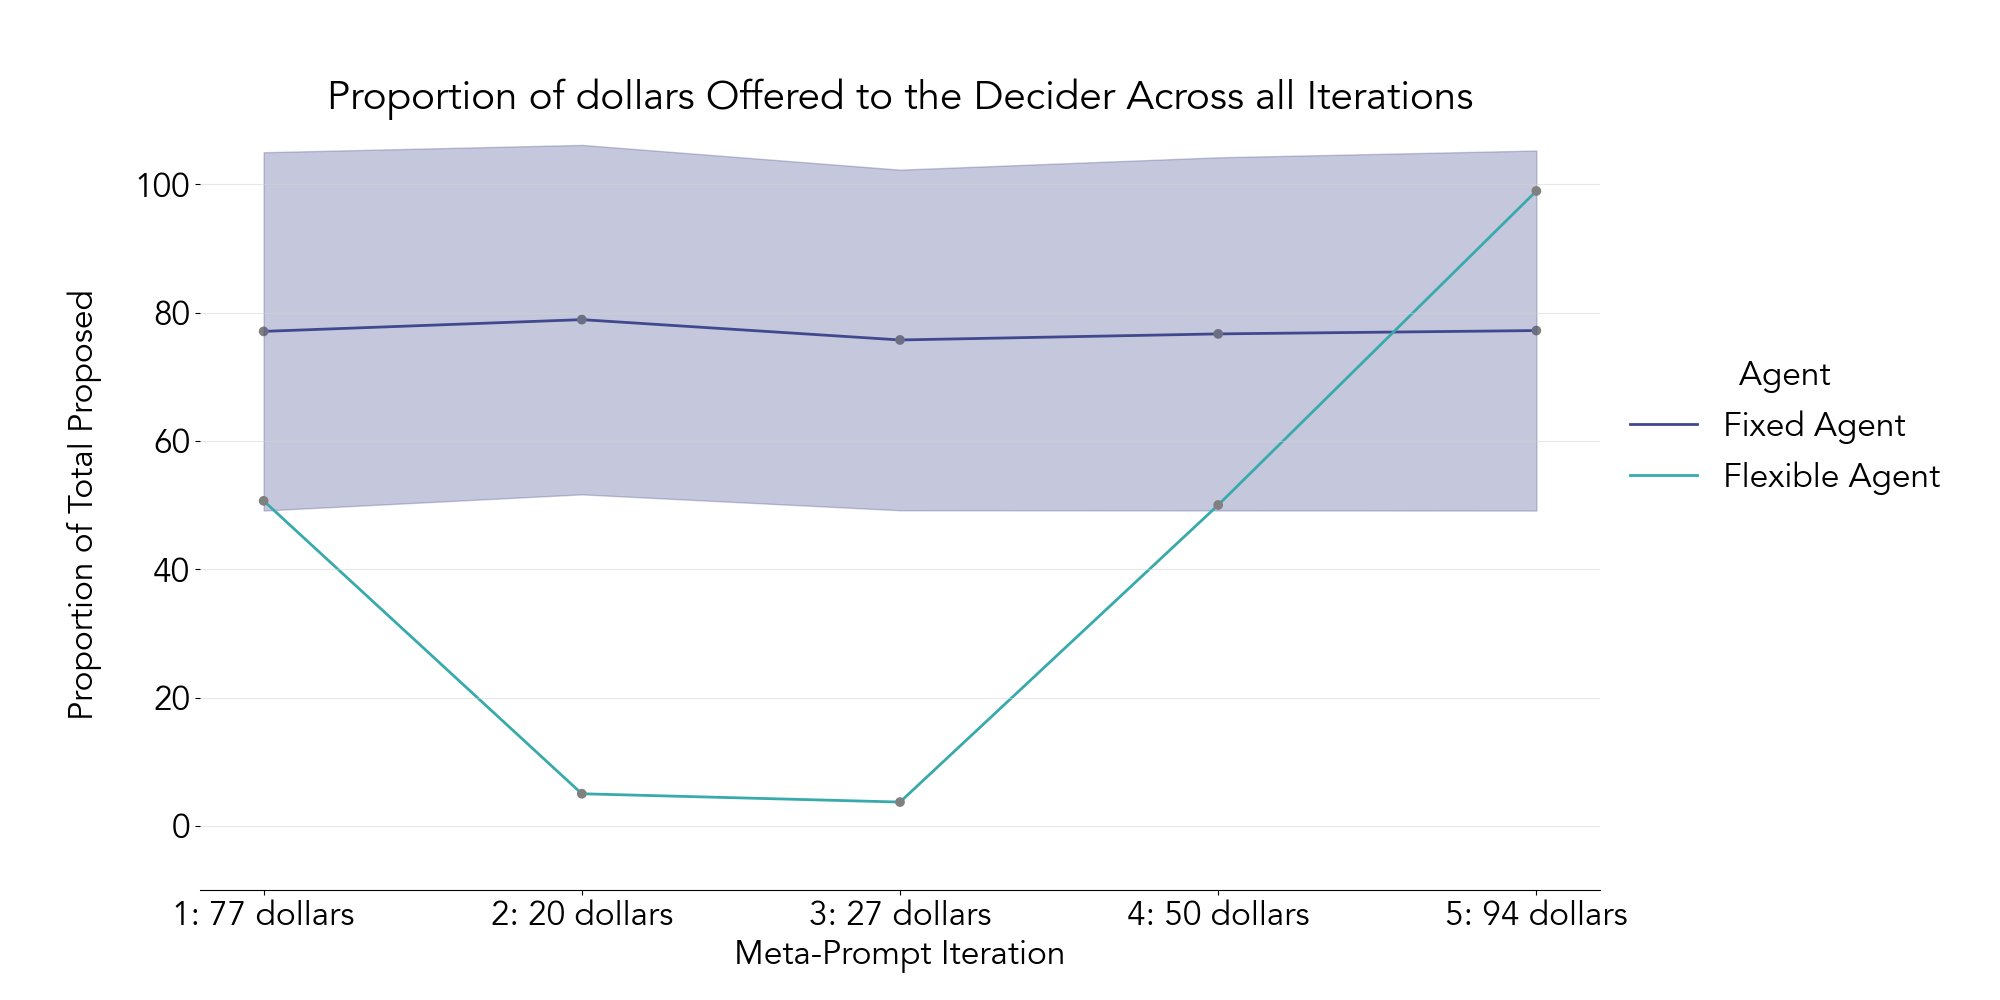 Proportion of dollars Offered to the Decider Across all Iterations
Proportion of Total Proposed
100
80
60
40
20
0
1: 77 dollars
2: 20 dollars
3: 27 dollars
4: 50 dollars
5: 94 dollars
Meta-Prompt Iteration
Agent
Fixed Agent
Flexible Agent